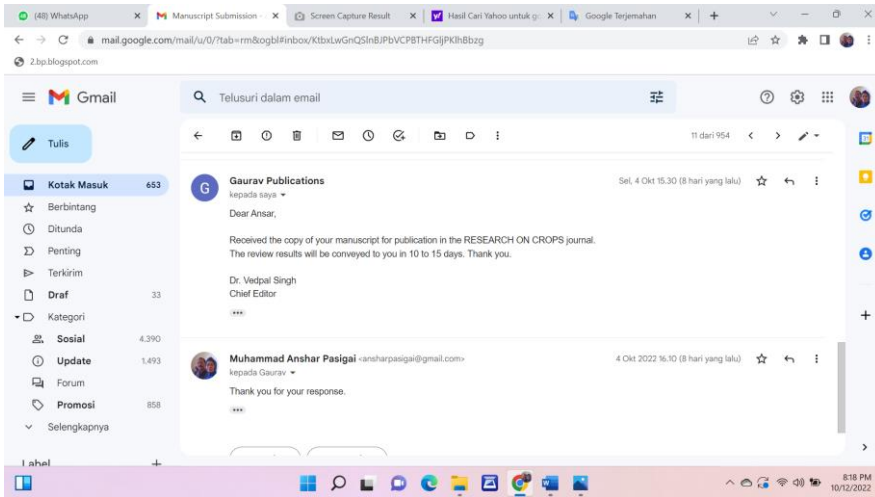 (48) WhatsApp
Manuscript Submission -
Screen Capture Result
Hasil Cari Yahoo untuk g
Google Terjemahan
mail.google.com/mail/u/0/?tab=rm&ogbl#inbox/
2.bp.blogspot.com
Gmail
Telusuri dalam email
Tulis
11 dari 954
Kotak Masuk 653
Berbintang
Ditunda
Penting
Terkirim
Draf 33
Kategori
Sosial 4.390
Update 1.493
Forum
Promosi 858
Selengkapnya
Label
G
Gaurav Publications
Sel, 4 Okt 15.30 (8 hari yang lalu)
kepada saya
Dear Ansar,
Received the copy of your manuscript for publication in the RESEARCH ON CROPS journal.
The review results will be conveyed to you in 10 to 15 days. Thank you.
Dr. Vedpal Singh
Chief Editor
Muhammad Anshar Pasigai <ansharpasigai@gmail.com>
4 Okt 2022 16.10 (8 hari yang lalu)
kepada Gaurav
Thank you for your response.
8:18 PM
10/12/2022